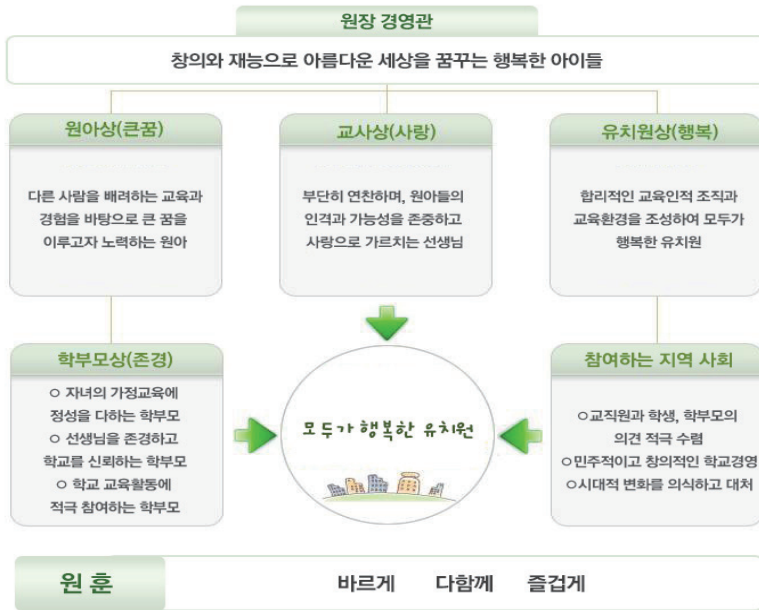 원장 경영관
창의와 재능으로 아름다운 세상을 꿈꾸는 행복한 아이들
원아상(큰꿈)
다른 사람을 배려하는 교육과
경험을 바탕으로 큰 꿈을
이루고자 노력하는 원아
교사상(사랑)
부단히 연찬하며, 원아들의
인격과 가능성을 존중하고
사랑으로 가르치는 선생님
유치원상(행복)
합리적인 교육인적 조직과
교육환경을 조성하여 모두가
행복한 유치원
학부모상(존경)
○ 자녀의 가정교육에
정성을 다하는 학부모
○ 선생님을 존경하고
학교를 신뢰하는 학부모
○ 학교 교육활동에
적극 참여하는 학부모
모두가 행복한 유치원
참여하는 지역 사회
○교직원과 학생, 학부모의
의견 적극 수렴
○민주적이고 창의적인 학교경영
○시대적 변화를 의식하고 대처
원 훈
바르게 다함께 즐겁게